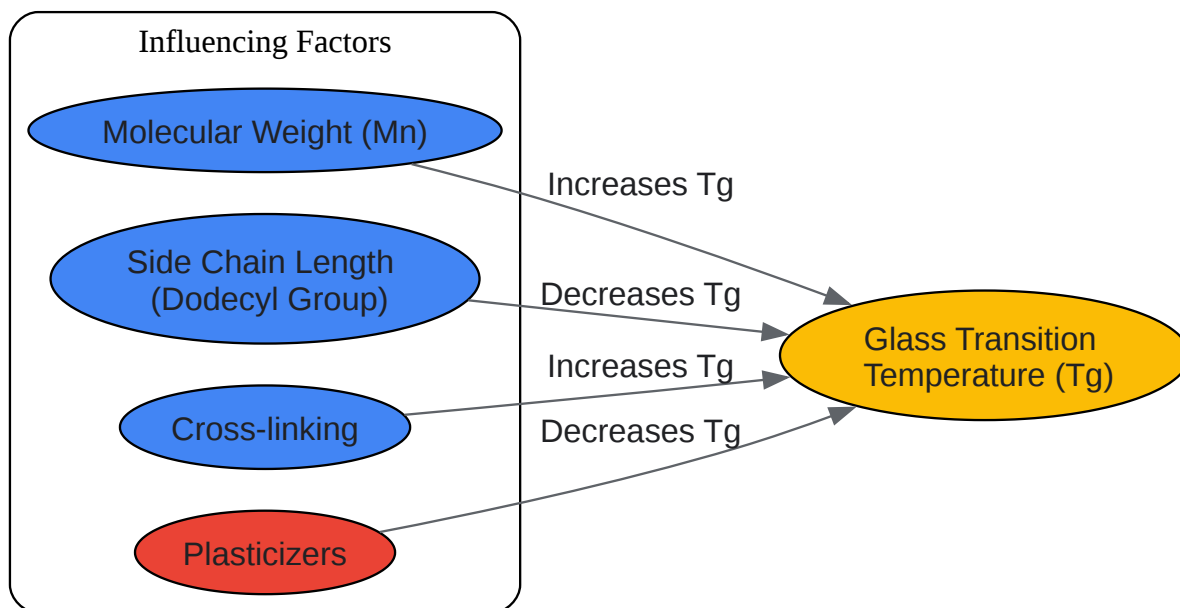 Influencing Factors
Molecular Weight (Mn)
Increases Tg
Side Chain Length
(Dodecyl Group)
Decreases Tg
Glass Transition
Temperature (Tg)
Increases Tg
Cross-linking
Decreases Tg
Plasticizers